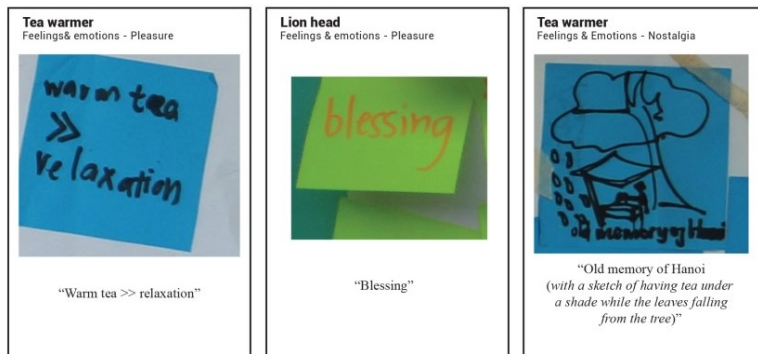 Tea warmer
Feelings& emotions - Pleasure
warm tea
>>
relaxation
“Warm tea >> relaxation”
Lion head
Feelings & emotions - Pleasure
blessing
“Blessing”
Tea warmer
Feelings & Emotions - Nostalgia
old memory of Hanoi
“Old memory of Hanoi
(with a sketch of having tea under
a shade while the leaves falling
from the tree)”